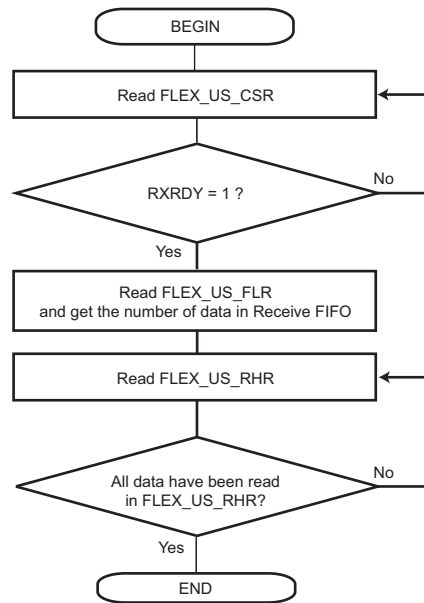 BEGIN
Read FLEX_US_CSR
RXRDY = 1 ?
No
Yes
Read FLEX_US_FLR
and get the number of data in Receive FIFO
Read FLEX_US_RHR
All data have been read
in FLEX_US_RHR?
No
Yes
END